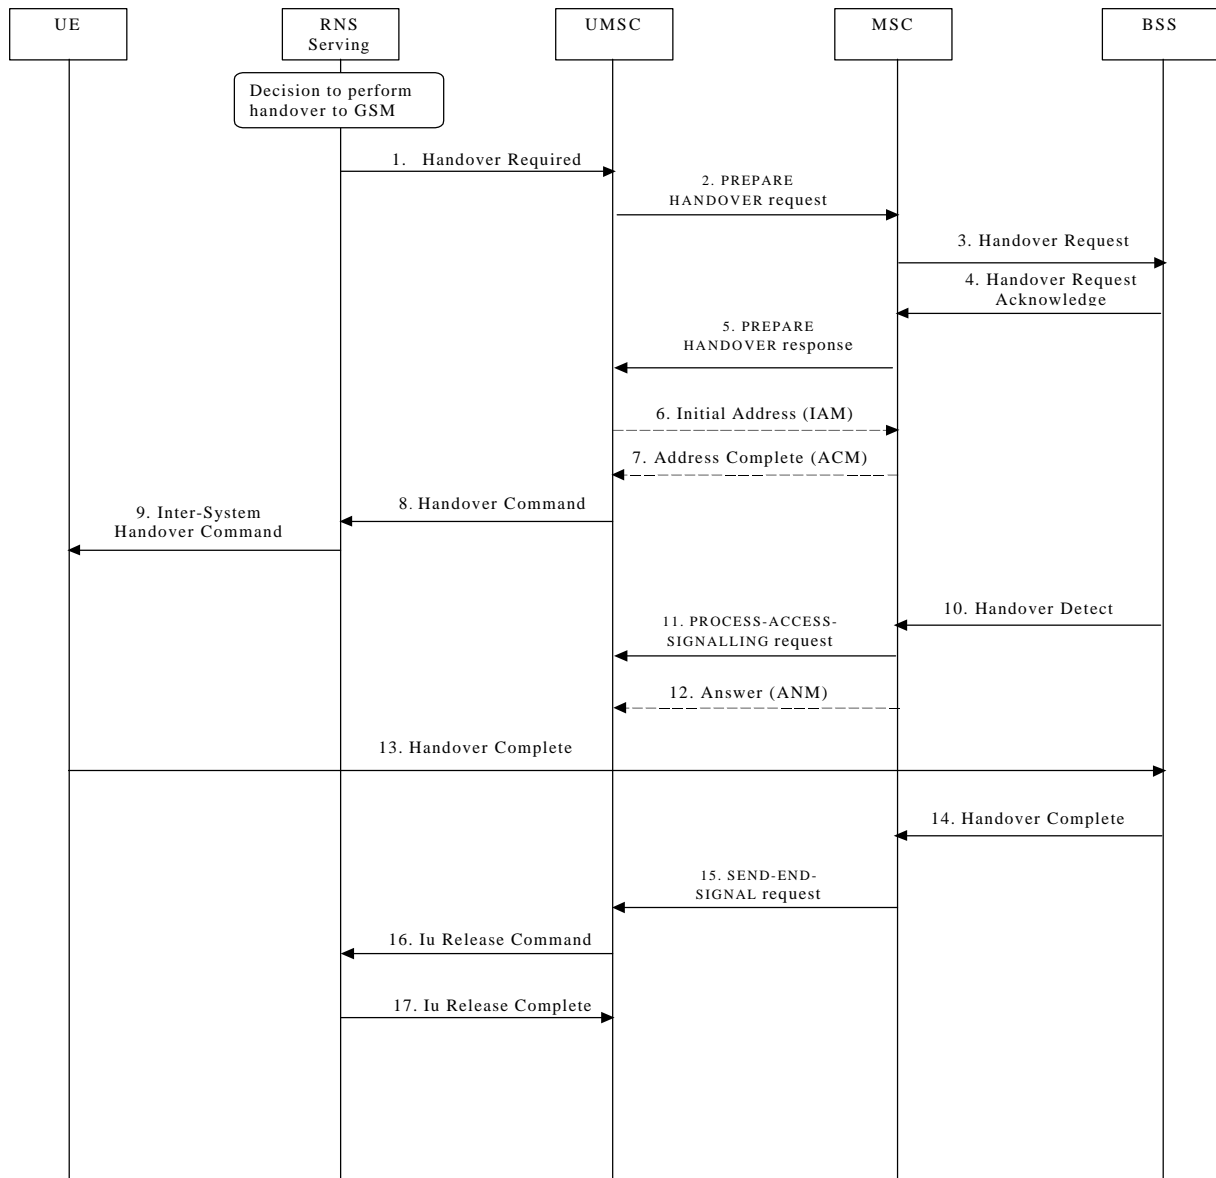 UE
RNS
Serving
UMSC
MSC
BSS
Decision to perform
handover to GSM
1. Handover Required
2. PREPARE
HANDOVER request
3. Handover Request
4. Handover Request
Acknowledge
5. PREPARE
HANDOVER response
6. Initial Address (IAM)
7. Address Complete (ACM)
8. Handover Command
9. Inter-System
Handover Command
10. Handover Detect
11. PROCESS-ACCESS-
SIGNALLING request
12. Answer (ANM)
13. Handover Complete
14. Handover Complete
15. SEND-END-
SIGNAL request
16. Iu Release Command
17. Iu Release Complete